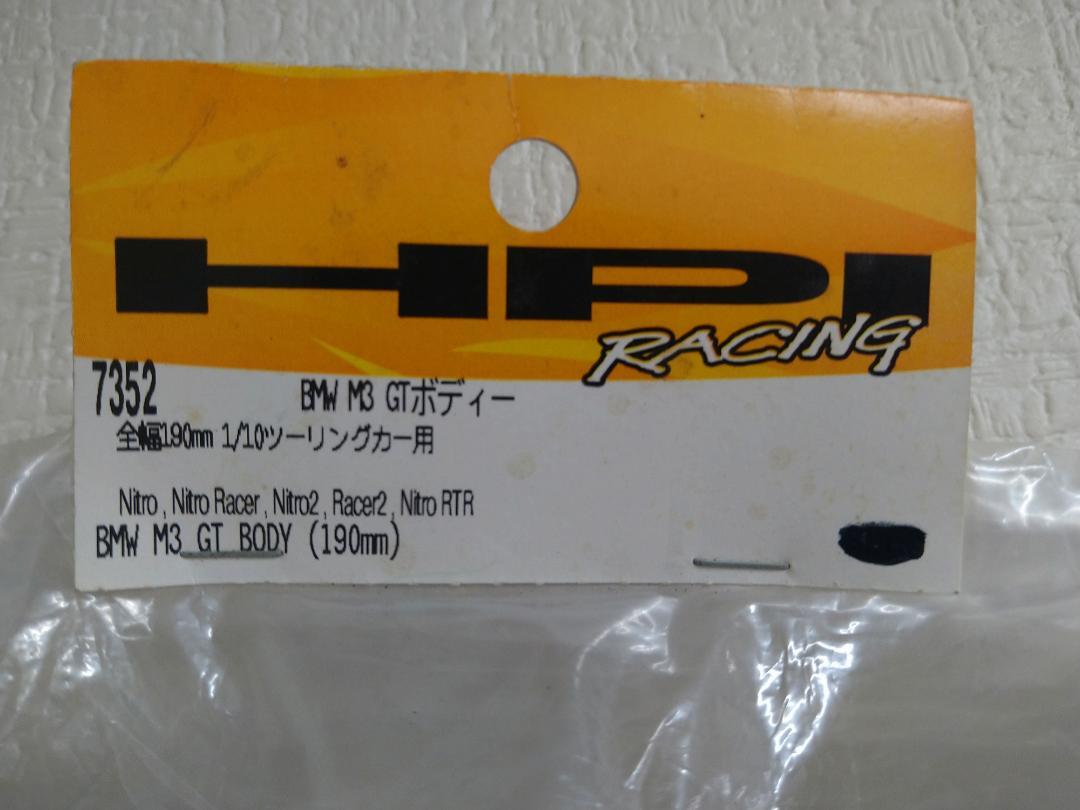 HPI
RACING
7352 BMW M3 GTボディー
全幅190mm 1/10ツーリングカー用
Nitro , Nitro Racer , Nitro2 , Racer2 , Nitro RTR
BMW M3 GT BODY (190mm)